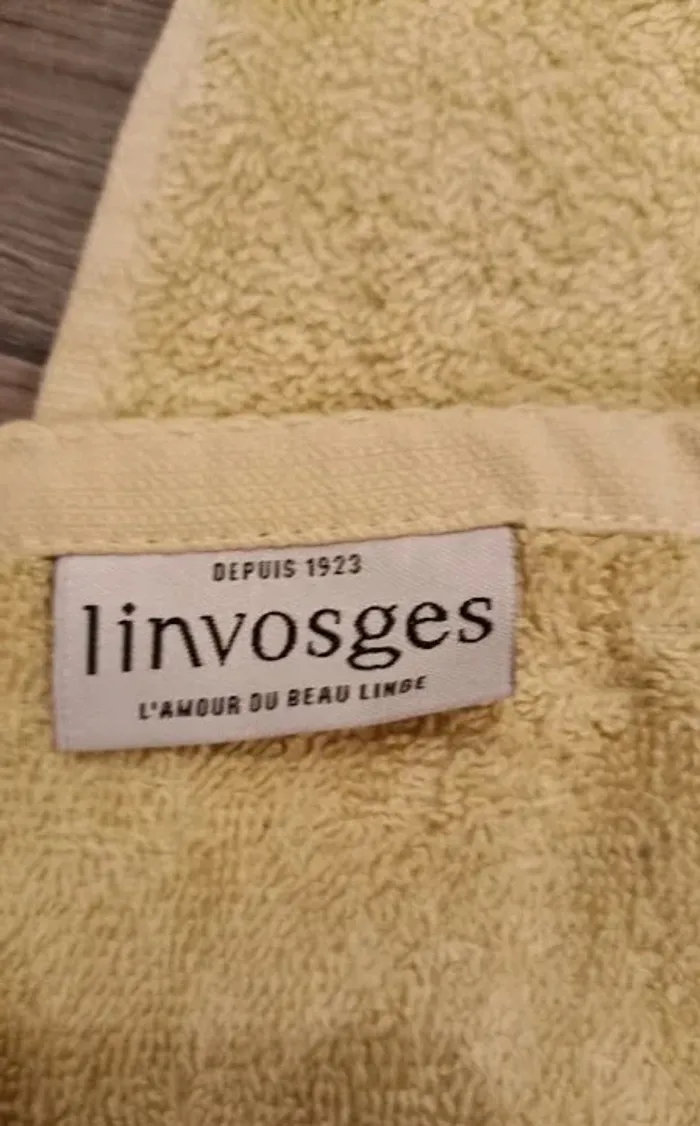 DEPUIS 1923
linvosges
L'AMOUR DU BEAU LINGE